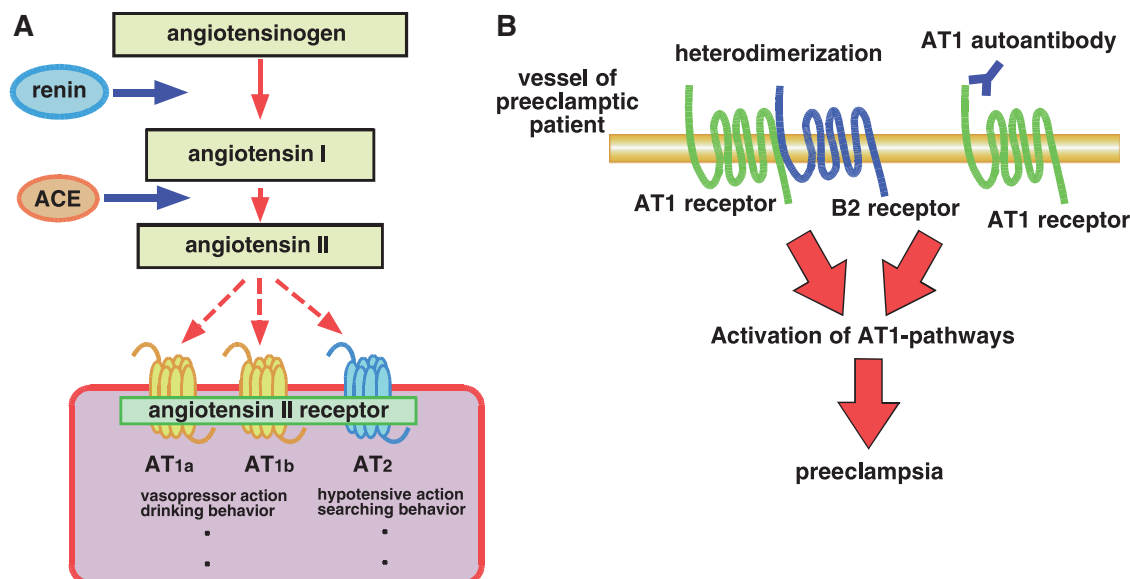 A
angiotensinogen
renin
angiotensin I
ACE
angiotensin II
angiotensin II receptor
AT1a
AT1b
AT2
vasopressor action
drinking behavior
hypotensive action
searching behavior
B
heterodimerization
AT1 autoantibody
vessel of
preeclamptic
patient
AT1 receptor
B2 receptor
AT1 receptor
Activation of AT1-pathways
preeclampsia